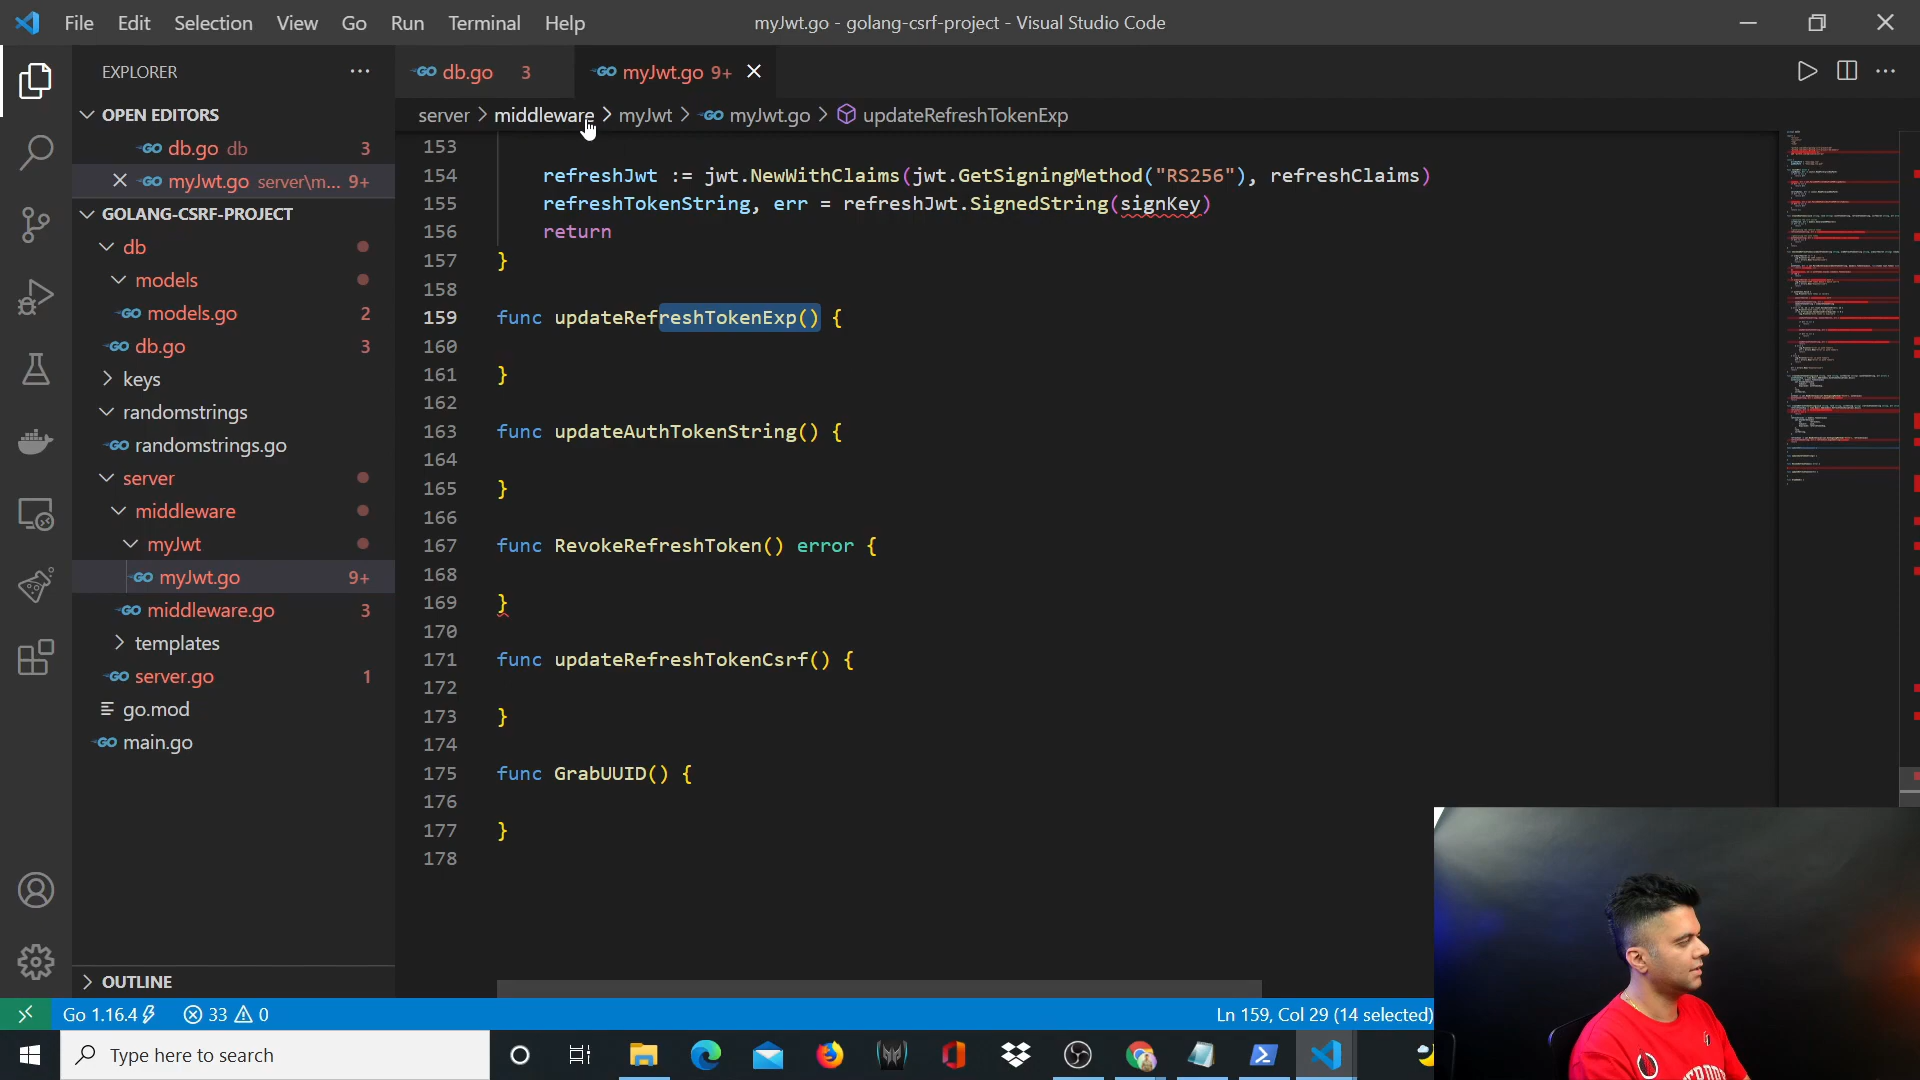 File Edit Selection View Go Run Terminal Help
myJwt.go - golang-csrf-project - Visual Studio Code
EXPLORER
OPEN EDITORS
db.go db 3
myJwt.go server\m... 9+
GOLANG-CSRF-PROJECT
db
models
models.go 2
db.go 3
keys
randomstrings
randomstrings.go
server
middleware
myJwt
myJwt.go 9+
middleware.go 3
templates
server.go 1
go.mod
main.go
OUTLINE
db.go 3
myJwt.go 9+
server > middleware > myJwt > myJwt.go > updateRefreshTokenExp
153
154 refreshJwt := jwt.NewWithClaims(jwt.GetSigningMethod("RS256"), refreshClaims)
155 refreshTokenString, err = refreshJwt.SignedString(signKey)
156 return
157 }
158
159 func updateRefreshTokenExp() {
160
161 }
162
163 func updateAuthTokenString() {
164
165 }
166
167 func RevokeRefreshToken() error {
168
169 }
170
171 func updateRefreshTokenCsrf() {
172
173 }
174
175 func GrabUUID() {
176
177 }
178
Go 1.16.4 33 0
Ln 159, Col 29 (14 selected)
Type here to search